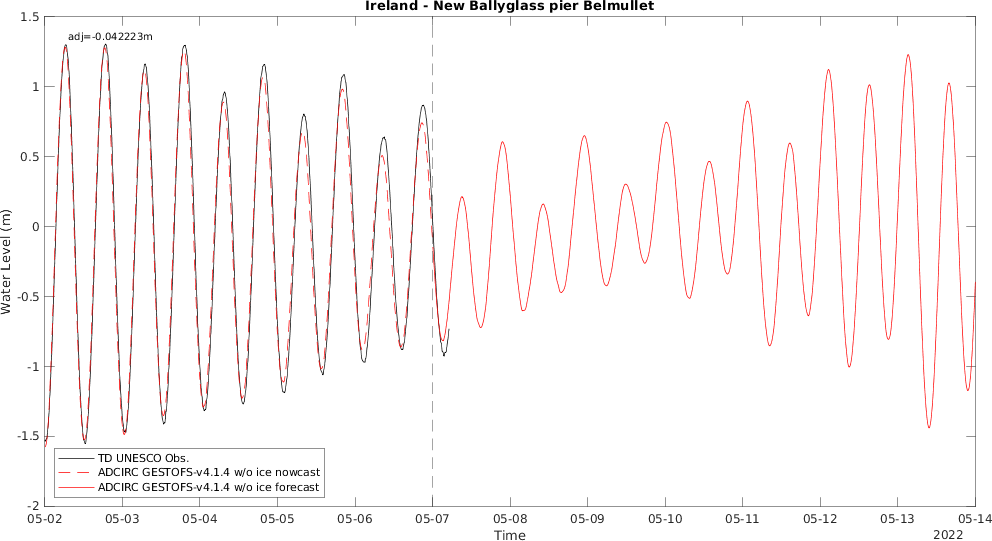 Ireland - New Ballyglass pier Belmullet
adj=-0.042223m
1.5
1
0.5
0
-0.5
-1
-1.5
-2
Water Level (m)
TD UNESCO Obs.
ADCIRC GESTOFS-v4.1.4 w/o ice nowcast
ADCIRC GESTOFS-v4.1.4 w/o ice forecast
05-02 05-03 05-04 05-05 05-06 05-07 05-08 05-09 05-10 05-11 05-12 05-13 05-14
Time
2022